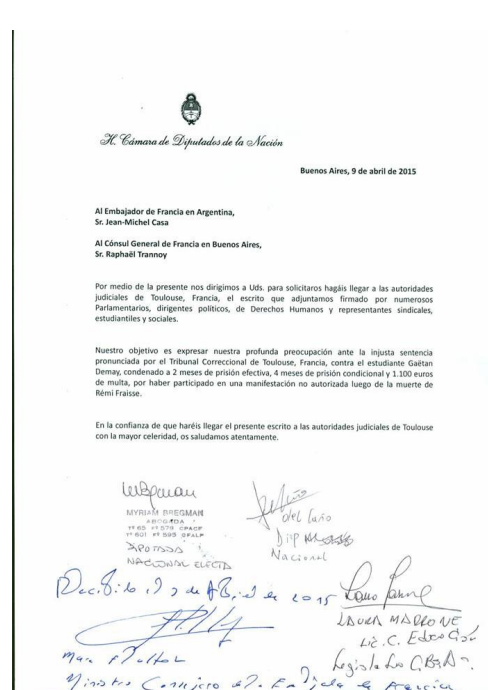 H. Cámara de Diputados de la Nación
Buenos Aires, 9 de abril de 2015
Al Embajador de Francia en Argentina,
Sr. Jean-Michel Casa
Al Cónsul General de Francia en Buenos Aires,
Sr. Raphaël Trannoy
Por medio de la presente nos dirigimos a Uds. para solicitaros hagáis llegar a las autoridades
judiciales de Toulouse, Francia, el escrito que adjuntamos firmado por numerosos
Parlamentarios, dirigentes políticos, de Derechos Humanos y representantes sindicales,
estudiantiles y sociales.
Nuestro objetivo es expresar nuestra profunda preocupación ante la injusta sentencia
pronunciada por el Tribunal Correccional de Toulouse, Francia, contra el estudiante Gaëtan
Demay, condenado a 2 meses de prisión efectiva, 4 meses de prisión condicional y 1.100 euros
de multa, por haber participado en una manifestación no autorizada luego de la muerte de
Rémi Fraisse.
En la confianza de que haréis llegar el presente escrito a las autoridades judiciales de Toulouse
con la mayor celeridad, os saludamos atentamente.
MYRIAM BREGMAN
ABOGADA
DIPUTADA
NACIONAL ELECTA
del Caño
Dip
Nacional
Recibido el 9 de Abril de 2015
LAURA MARRONE
Lic. C. Educación
Legisladora CABA
Ministro Consejero de la Embajada de Francia